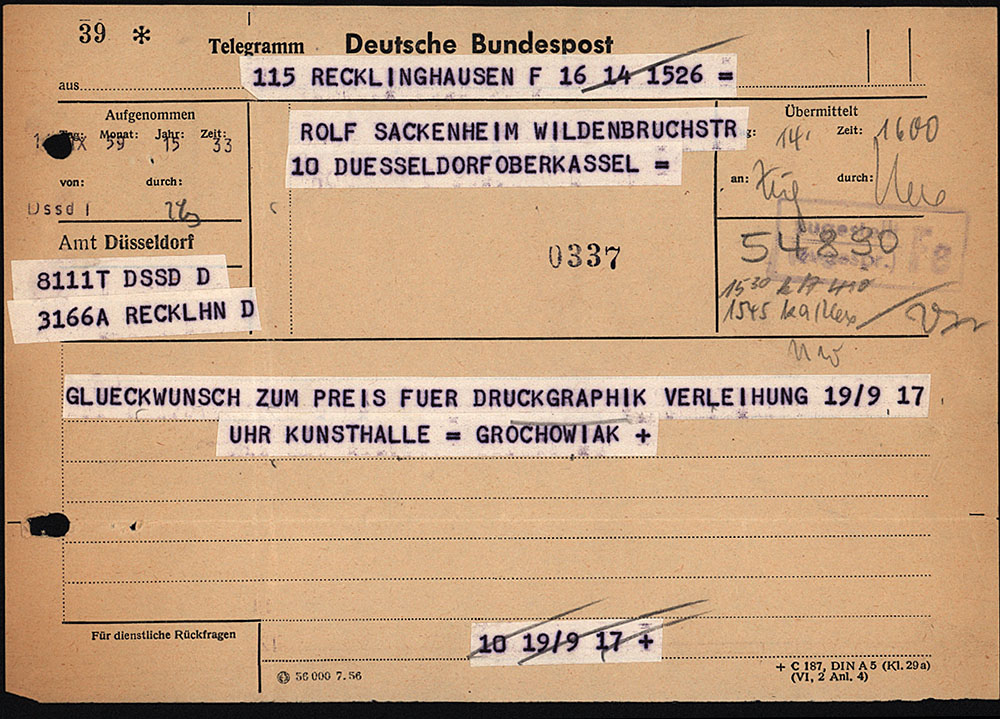 39 *
Telegramm Deutsche Bundespost
115 RECKLINGHAUSEN F 16 14 1526 =
aus
Aufgenommen
Monat: Jahr: Zeit:
59 15 33
von: durch:
Dssd
Amt Düsseldorf
8111T DSSD D
3166A RECKLHN D
ROLF SACKENHEIM WILDENBRUCHSTR
10 DUESSELDORFOBERKASSEL =
0337
Übermittelt
14. Zeit: 1600
an: durch:
54890
1530
1545
GLUECKWUNSCH ZUM PREIS FUER DRUCKGRAPHIK VERLEIHUNG 19/9 17
UHR KUNSTHALLE = GROCHOWIAK +
10 19/9 17 +
Für dienstliche Rückfragen
56 000 7.56
+ C 187, DIN A 5 (Kl. 29a)
(VI, 2 Anl. 4)